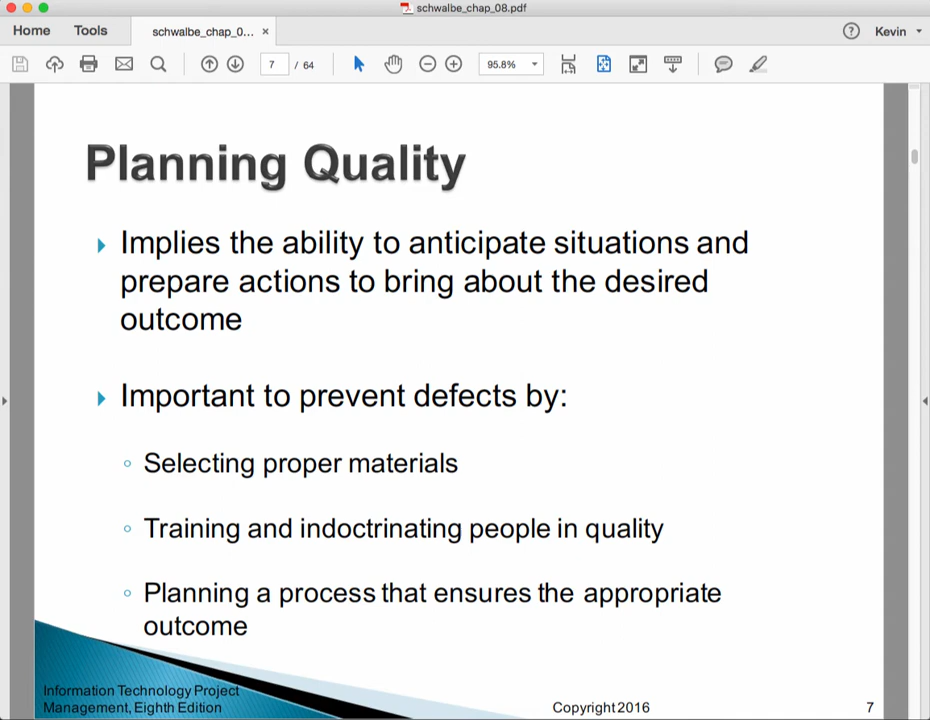 schwalbe_chap_08.pdf
Home Tools schwalbe_chap_0... × ? Kevin
7 / 64 95.8%
Planning Quality
Implies the ability to anticipate situations and
prepare actions to bring about the desired
outcome
Important to prevent defects by:
Selecting proper materials
Training and indoctrinating people in quality
Planning a process that ensures the appropriate
outcome
Information Technology Project
Management, Eighth Edition Copyright 2016 7